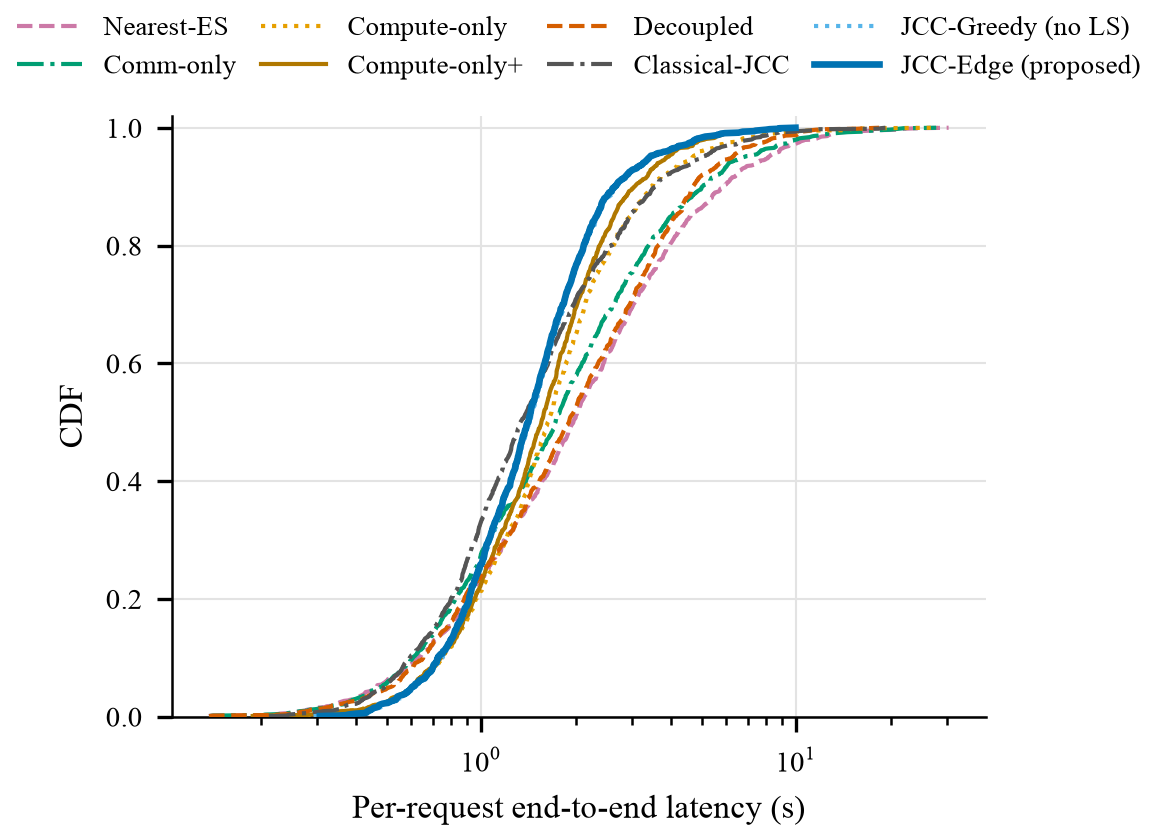 Nearest-ES Compute-only Decoupled JCC-Greedy (no LS)
Comm-only Compute-only+ Classical-JCC JCC-Edge (proposed)
1.0
0.8
0.6
0.4
0.2
0.0
CDF
10⁰ 10¹
Per-request end-to-end latency (s)